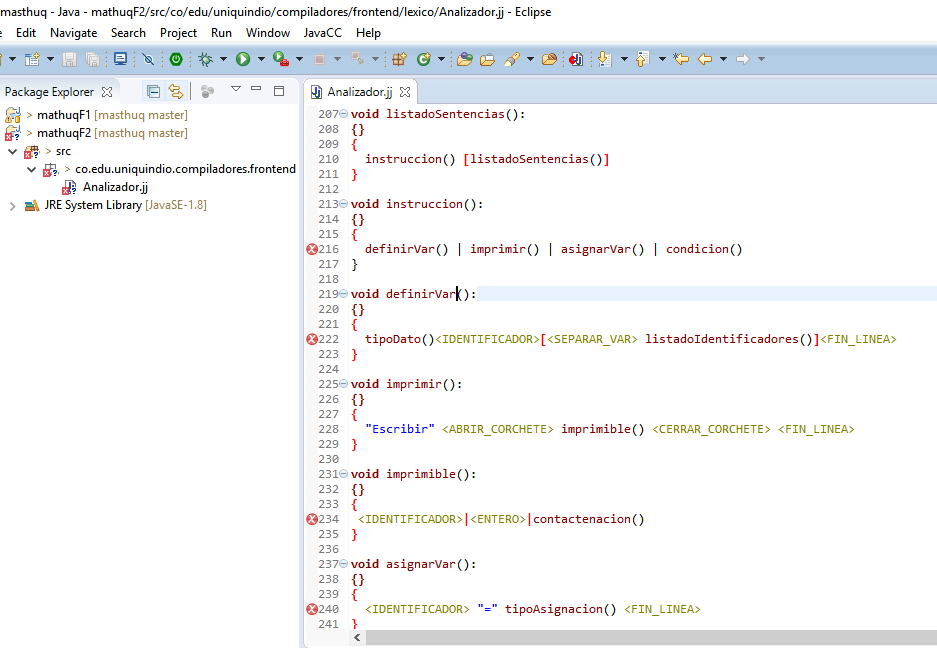 masthuq - Java - mathuqF2/src/co/edu/uniquindio/compiladores/frontend/lexico/Analizador.jj - Eclipse
Edit Navigate Search Project Run Window JavaCC Help
Package Explorer
Analizador.jj
> mathuqF1 [masthuq master]
> mathuqF2 [masthuq master]
> src
> co.edu.uniquindio.compiladores.frontend
Analizador.jj
JRE System Library [JavaSE-1.8]
207 void listadoSentencias():
208 {}
209 {
210 instruccion() [listadoSentencias()]
211 }
212
213 void instruccion():
214 {}
215 {
216 definirVar() | imprimir() | asignarVar() | condicion()
217 }
218
219 void definirVar():
220 {}
221 {
222 tipoDato()<IDENTIFICADOR>[<SEPARAR_VAR> listadoIdentificadores()]<FIN_LINEA>
223 }
224
225 void imprimir():
226 {}
227 {
228 "Escribir" <ABRIR_CORCHETE> imprimible() <CERRAR_CORCHETE> <FIN_LINEA>
229 }
230
231 void imprimible():
232 {}
233 {
234 <IDENTIFICADOR>|<ENTERO>|contactenacion()
235 }
236
237 void asignarVar():
238 {}
239 {
240 <IDENTIFICADOR> "=" tipoAsignacion() <FIN_LINEA>
241 }